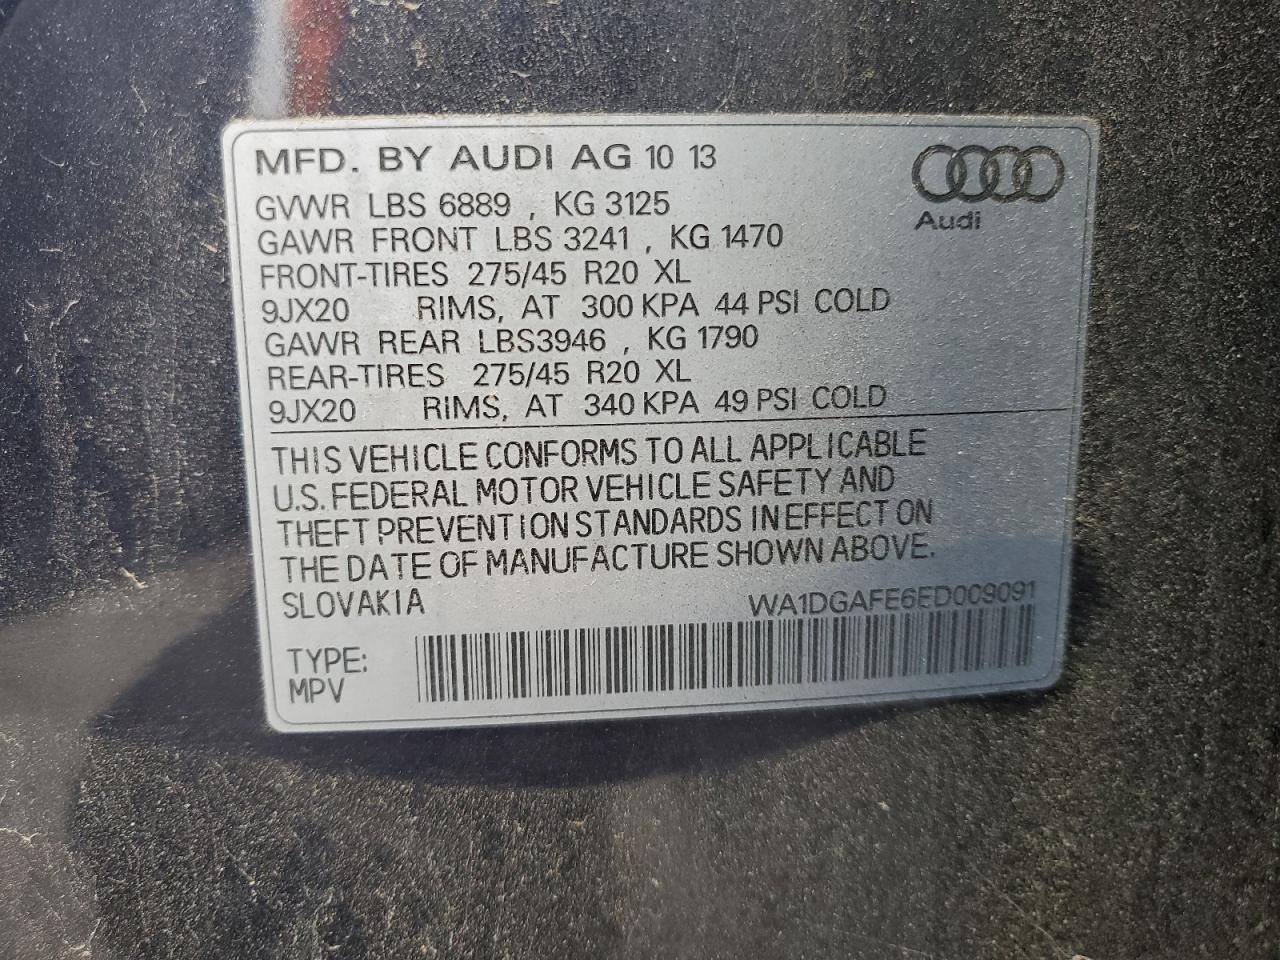 MFD. BY AUDI AG 10 13
Audi
GVWR LBS 6889 , KG 3125
GAWR FRONT LBS 3241 , KG 1470
FRONT-TIRES 275/45 R20 XL
9JX20 RIMS, AT 300 KPA 44 PSI COLD
GAWR REAR LBS3946 , KG 1790
REAR-TIRES 275/45 R20 XL
9JX20 RIMS, AT 340 KPA 49 PSI COLD
THIS VEHICLE CONFORMS TO ALL APPLICABLE
U.S. FEDERAL MOTOR VEHICLE SAFETY AND
THEFT PREVENTION STANDARDS IN EFFECT ON
THE DATE OF MANUFACTURE SHOWN ABOVE.
SLOVAKIA WA1DGAFE6ED009091
TYPE:
MPV